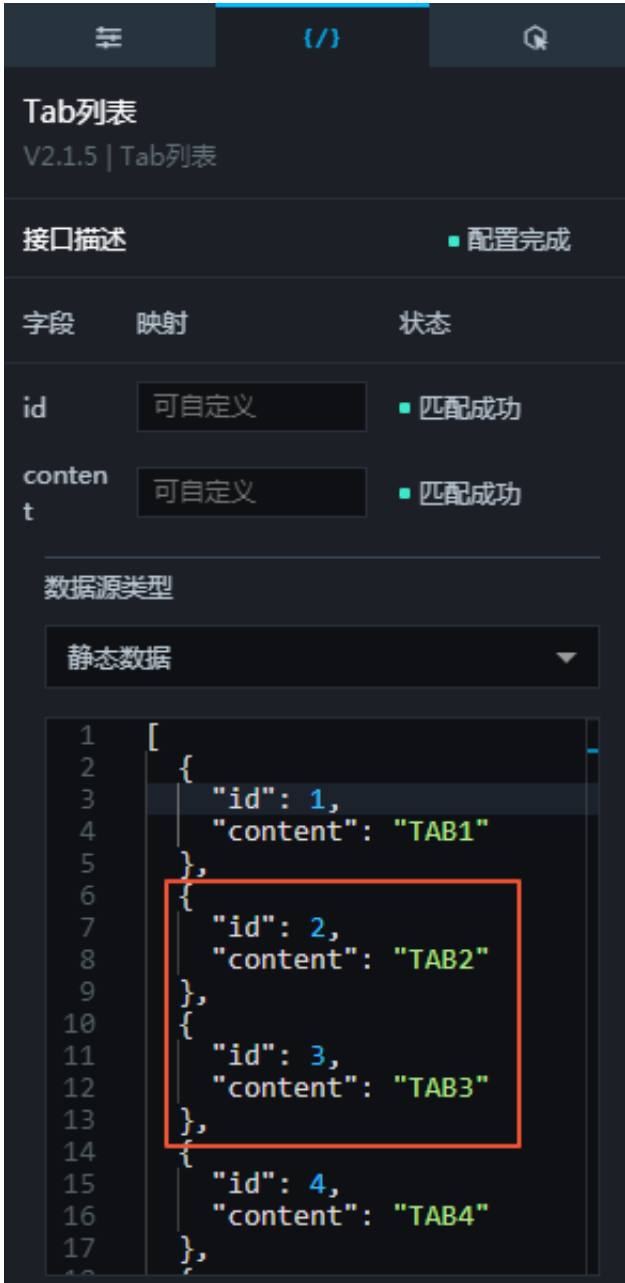 {/}
Tab列表
V2.1.5 | Tab列表
接口描述 配置完成
字段 映射 状态
id 可自定义 匹配成功
conten
t 可自定义 匹配成功
数据源类型
静态数据
1 [
2 {
3 "id": 1,
4 "content": "TAB1"
5 },
6 {
7 "id": 2,
8 "content": "TAB2"
9 },
10 {
11 "id": 3,
12 "content": "TAB3"
13 },
14 {
15 "id": 4,
16 "content": "TAB4"
17 },